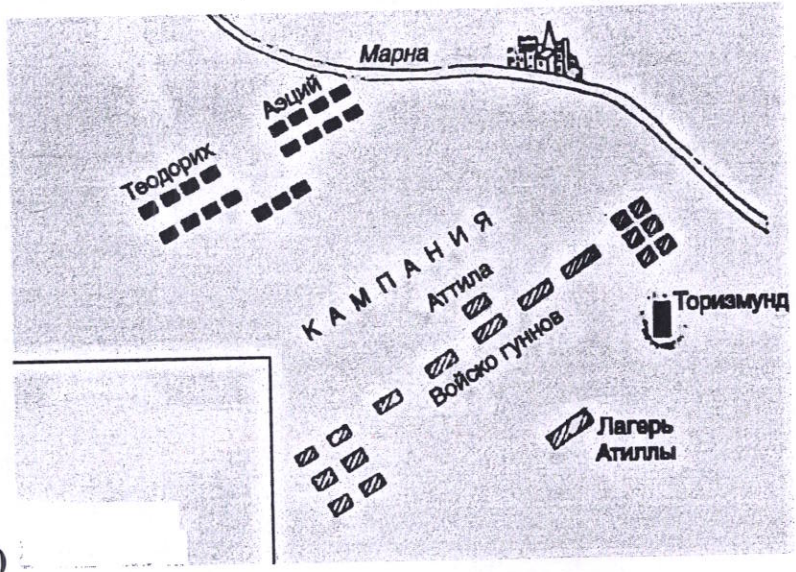 Марна
Аэций
Теодорих
КАМПАНИЯ
Аттила
Войско гуннов
Торизмунд
Лагерь
Атиллы
)